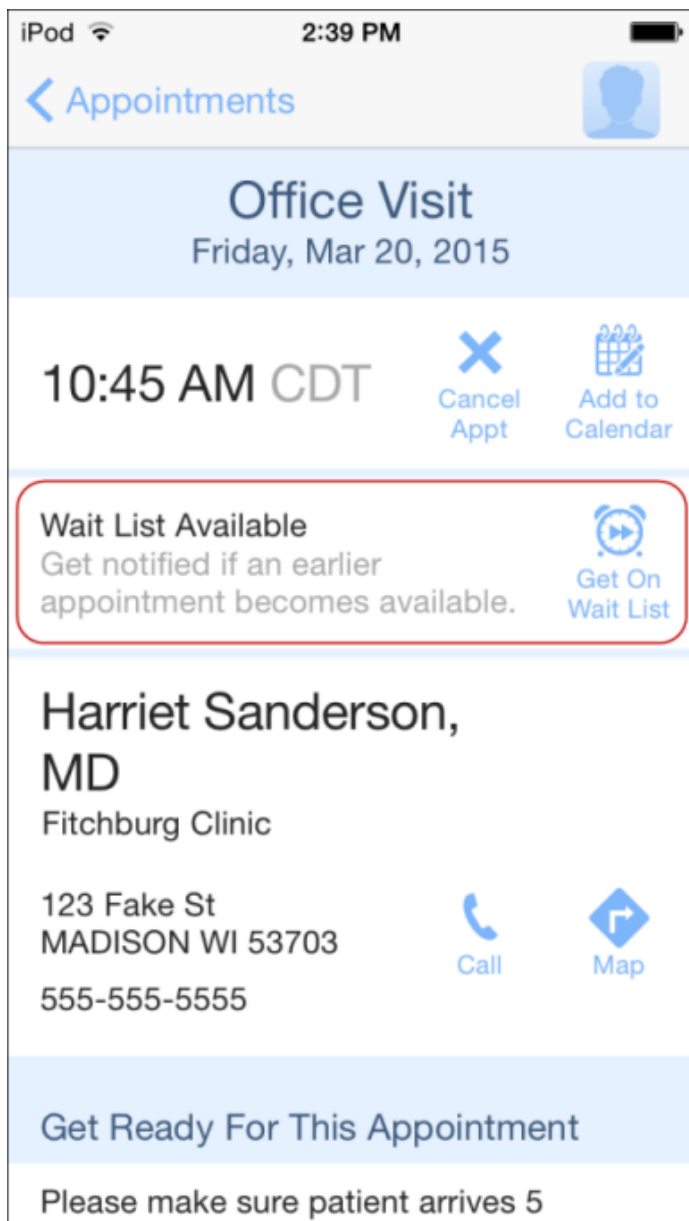 iPod 2:39 PM
Appointments
Office Visit
Friday, Mar 20, 2015
10:45 AM CDT
Cancel
Appt
Add to
Calendar
Wait List Available
Get notified if an earlier
appointment becomes available.
Get On
Wait List
Harriet Sanderson,
MD
Fitchburg Clinic
123 Fake St
MADISON WI 53703
555-555-5555
Call
Map
Get Ready For This Appointment
Please make sure patient arrives 5